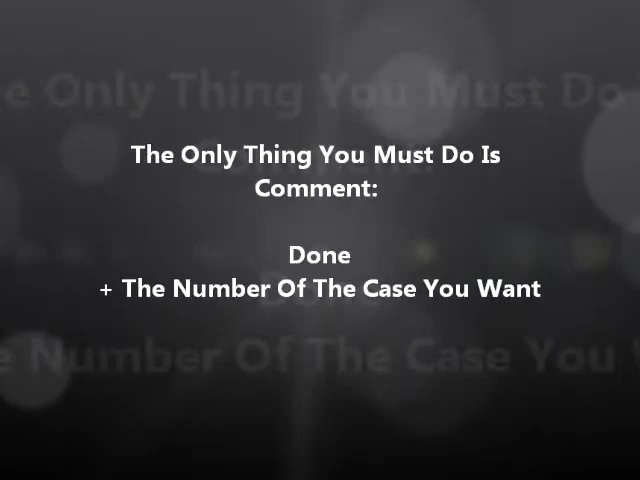 The Only Thing You Must Do Is
Comment:
Done
+ The Number Of The Case You Want